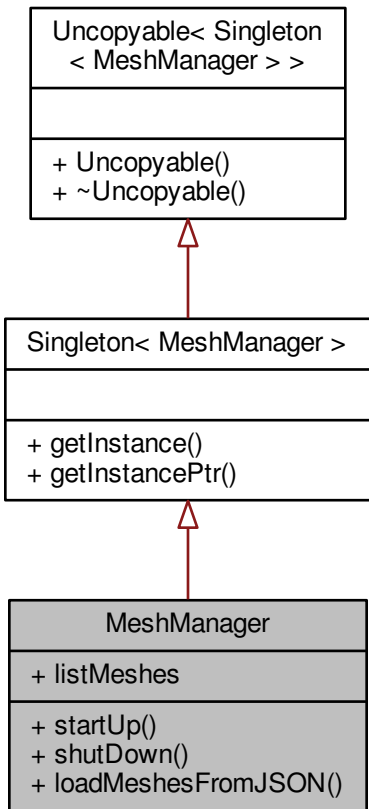 Uncopyable< Singleton
< MeshManager > >
+ Uncopyable()
+ ~Uncopyable()
Singleton< MeshManager >
+ getInstance()
+ getInstancePtr()
MeshManager
+ listMeshes
+ startUp()
+ shutDown()
+ loadMeshesFromJSON()